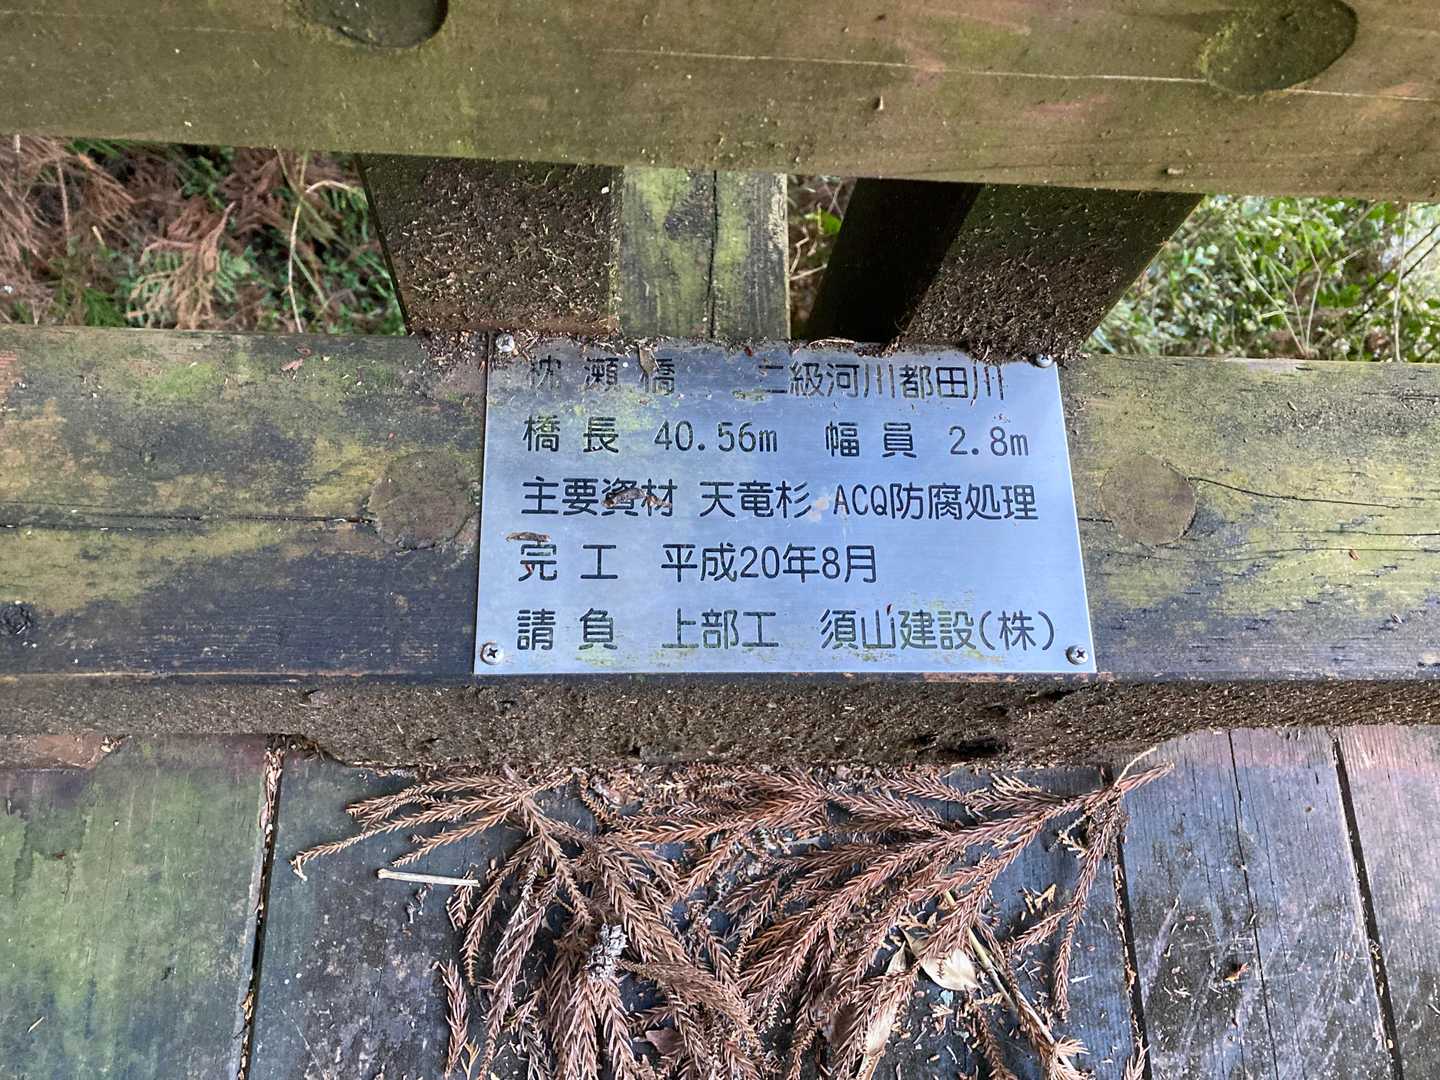 瀬 橋 二級河川都田川
橋 長 40.56m 幅 員 2.8m
主要資材 天竜杉 ACQ防腐処理
完 工 平成20年8月
請 負 上部工 須山建設(株)